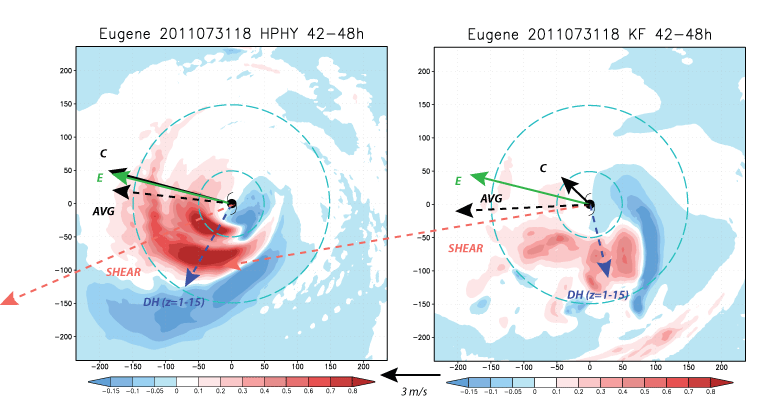 Eugene 2011073118 HPHY 42-48h
200
150
100
50
0
-50
-100
-150
-200
-200 -150 -100 -50 0 50 100 150 200
C
E
AVG
SHEAR
DH (z=1-15)
-0.15 -0.1 -0.05 0 0.1 0.2 0.3 0.4 0.5 0.6 0.7 0.8
3 m/s
Eugene 2011073118 KF 42-48h
200
150
100
50
0
-50
-100
-150
-200
-200 -150 -100 -50 0 50 100 150 200
C
E
AVG
SHEAR
DH (z=1-15)
-0.15 -0.1 -0.05 0 0.1 0.2 0.3 0.4 0.5 0.6 0.7 0.8